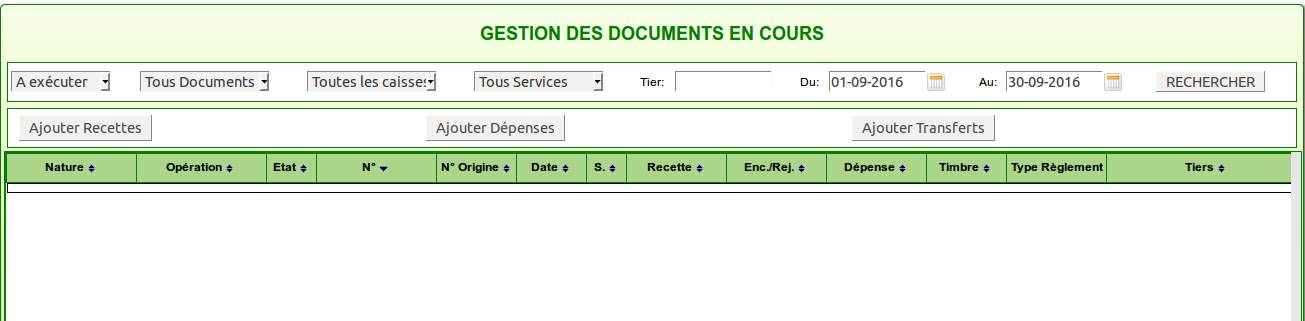 GESTION DES DOCUMENTS EN COURS
A exécuter Tous Documents Toutes les caisses Tous Services Tier: Du: 01-09-2016 Au: 30-09-2016 RECHERCHER
Ajouter Recettes Ajouter Dépenses Ajouter Transferts
Nature Opération Etat N° N° Origine Date S. Recette Enc./Rej. Dépense Timbre Type Règlement Tiers